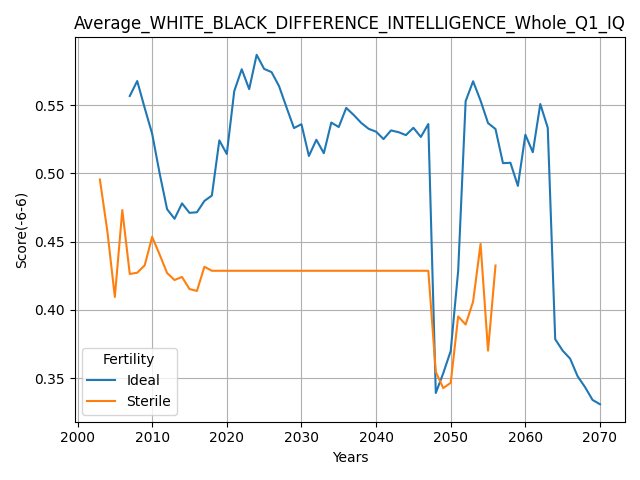 Average_WHITE_BLACK_DIFFERENCE_INTELLIGENCE_Whole_Q1_IQ
Score(-6-6)
0.55
0.50
0.45
0.40
0.35
Fertility
Ideal
Sterile
2000 2010 2020 2030 2040 2050 2060 2070
Years